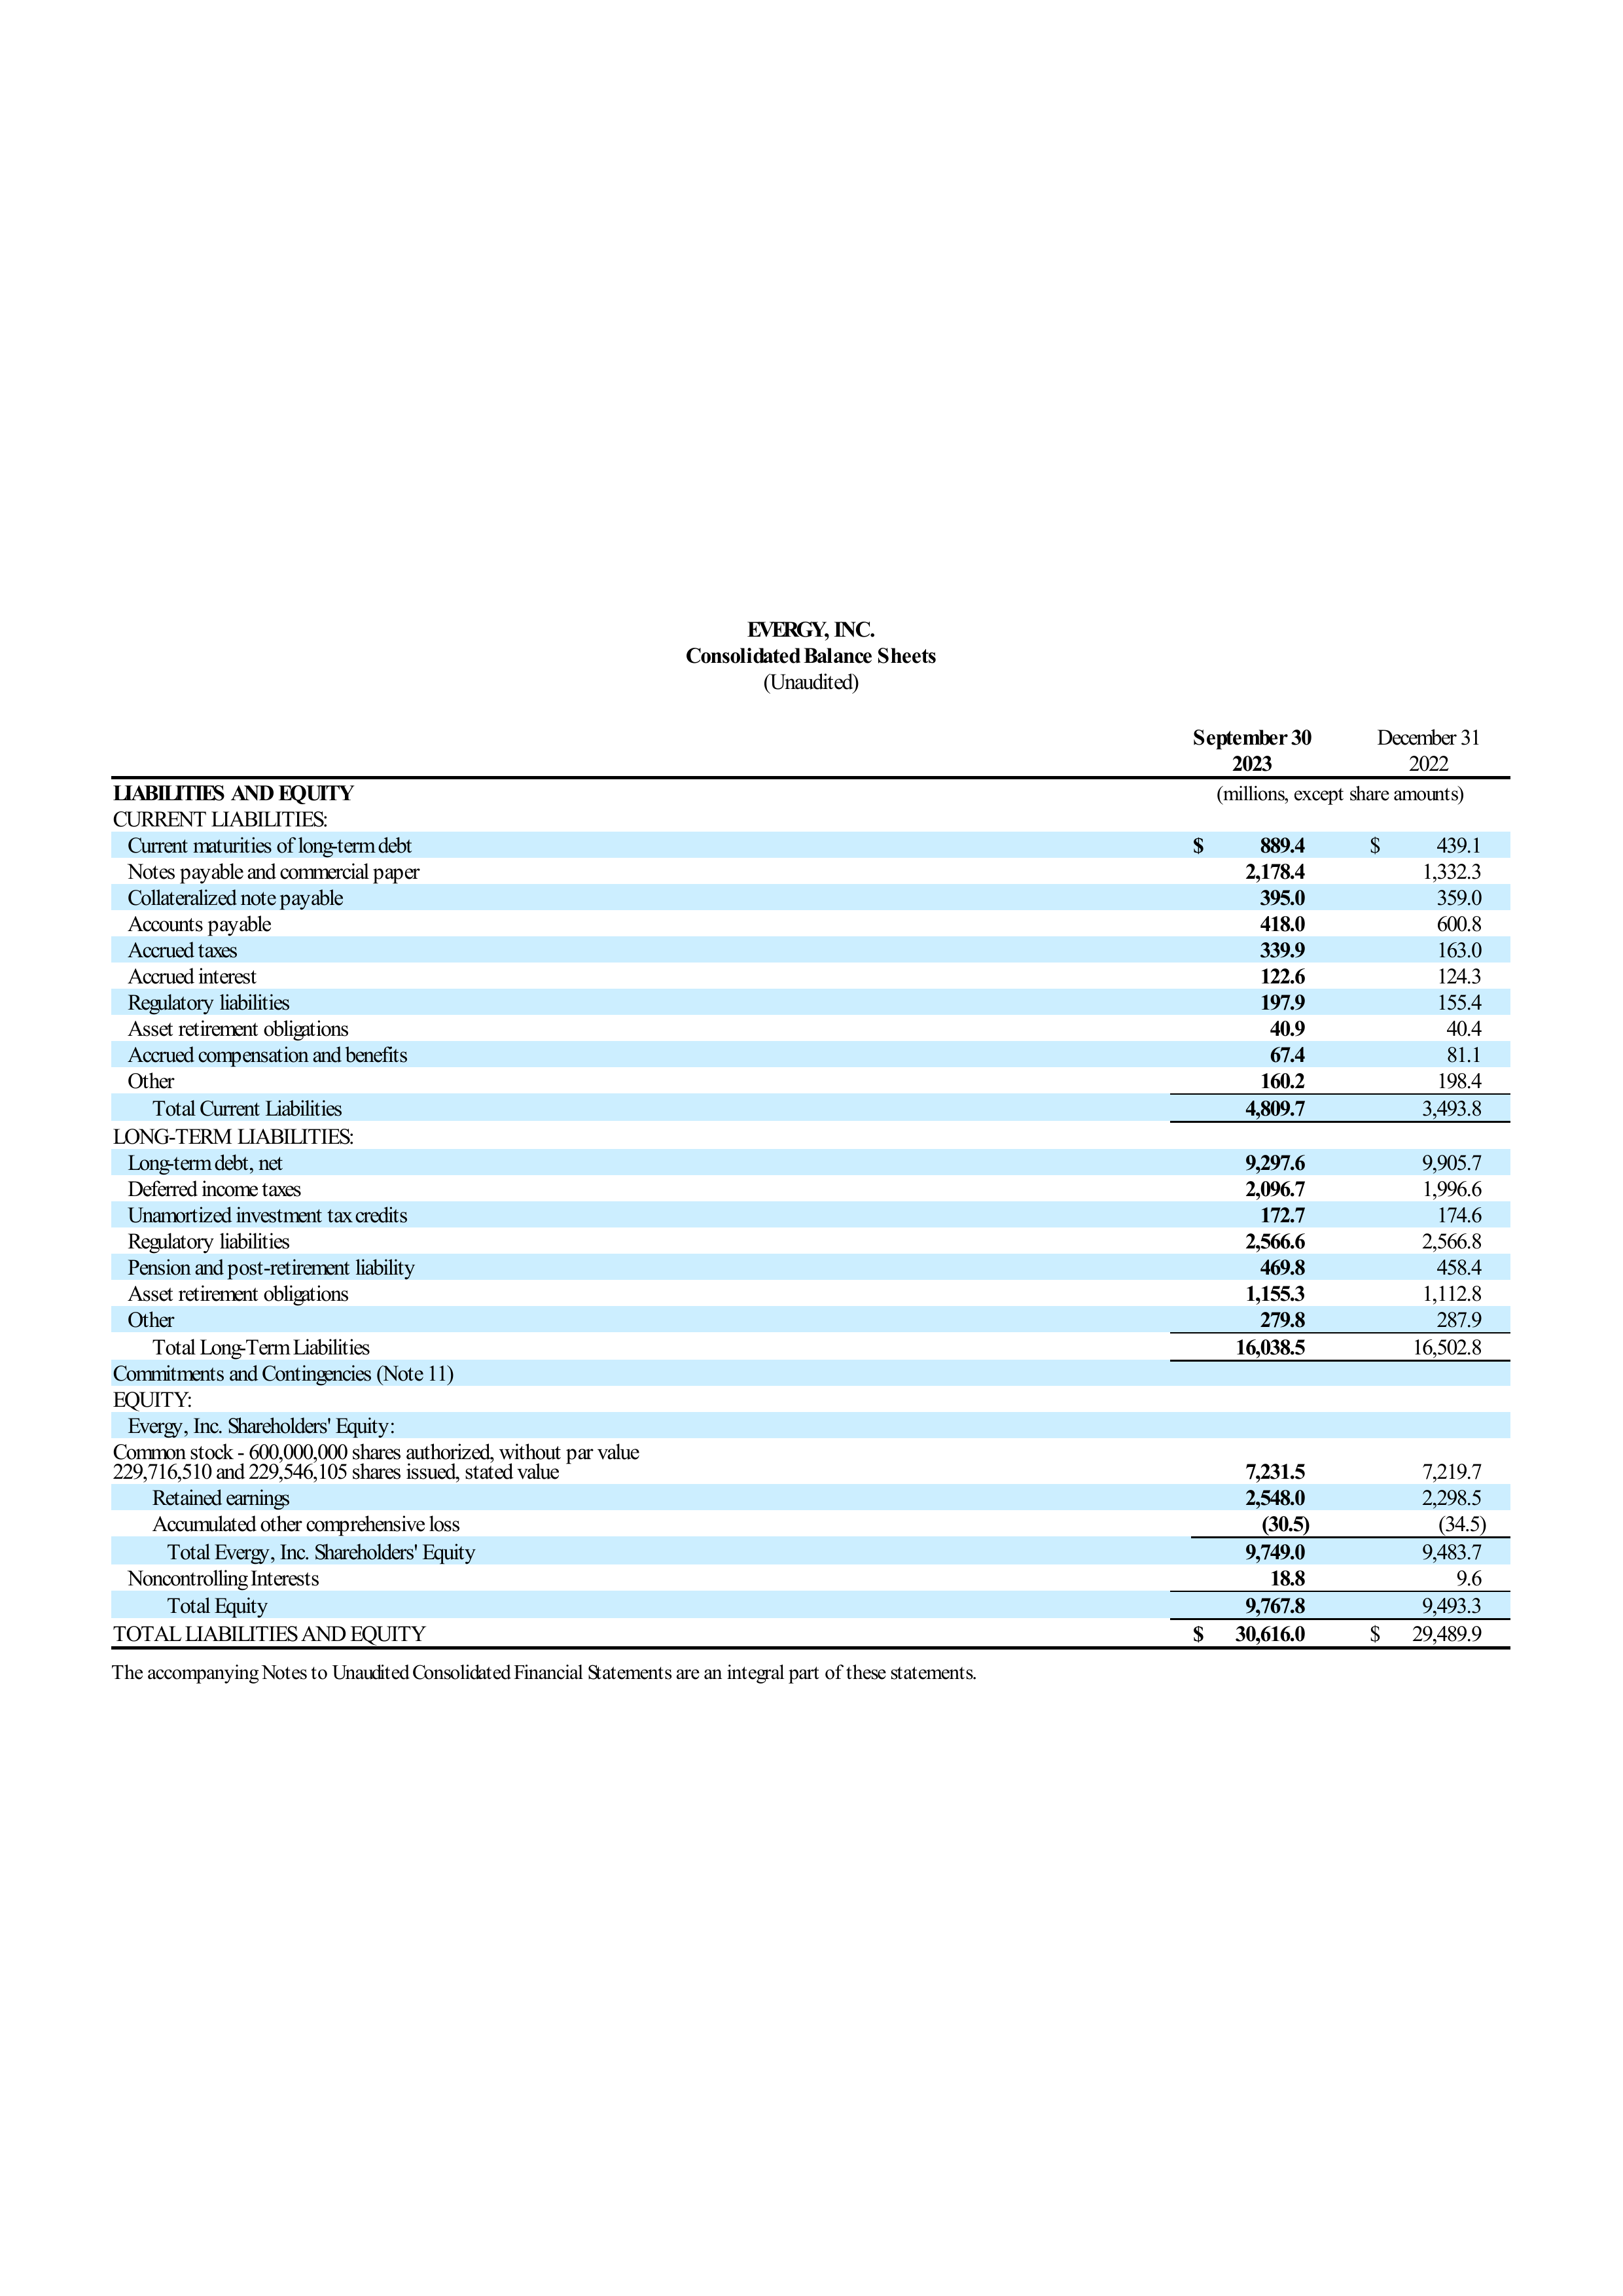 EVERGY, INC.
Consolidated Balance Sheets
(Unaudited)
September 30 December 31
2023 2022
LIABILITIES AND EQUITY (millions, except share amounts)
CURRENT LIABILITIES:
Current maturities of long-term debt $ 889.4 $ 439.1
Notes payable and commercial paper 2,178.4 1,332.3
Collateralized note payable 395.0 359.0
Accounts payable 418.0 600.8
Accrued taxes 339.9 163.0
Accrued interest 122.6 124.3
Regulatory liabilities 197.9 155.4
Asset retirement obligations 40.9 40.4
Accrued compensation and benefits 67.4 81.1
Other 160.2 198.4
Total Current Liabilities 4,809.7 3,493.8
LONG-TERM LIABILITIES:
Long-term debt, net 9,297.6 9,905.7
Deferred income taxes 2,096.7 1,996.6
Unamortized investment tax credits 172.7 174.6
Regulatory liabilities 2,566.6 2,566.8
Pension and post-retirement liability 469.8 458.4
Asset retirement obligations 1,155.3 1,112.8
Other 279.8 287.9
Total Long-Term Liabilities 16,038.5 16,502.8
Commitments and Contingencies (Note 11)
EQUITY:
Evergy, Inc. Shareholders' Equity:
Common stock - 600,000,000 shares authorized, without par value
229,716,510 and 229,546,105 shares issued, stated value 7,231.5 7,219.7
Retained earnings 2,548.0 2,298.5
Accumulated other comprehensive loss (30.5) (34.5)
Total Evergy, Inc. Shareholders' Equity 9,749.0 9,483.7
Noncontrolling Interests 18.8 9.6
Total Equity 9,767.8 9,493.3
TOTAL LIABILITIES AND EQUITY $ 30,616.0 $ 29,489.9
The accompanying Notes to Unaudited Consolidated Financial Statements are an integral part of these statements.